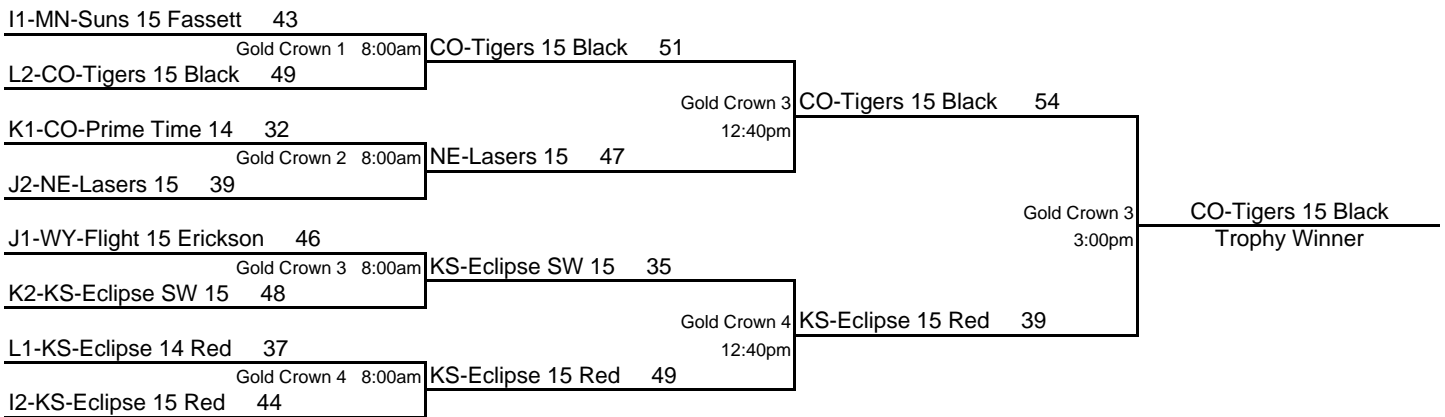 I1-MN-Suns 15 Fassett 43
Gold Crown 1 8:00am
L2-CO-Tigers 15 Black 49
CO-Tigers 15 Black 51
K1-CO-Prime Time 14 32
Gold Crown 2 8:00am
J2-NE-Lasers 15 39
NE-Lasers 15 47
Gold Crown 3
12:40pm
CO-Tigers 15 Black 54
J1-WY-Flight 15 Erickson 46
Gold Crown 3 8:00am
K2-KS-Eclipse SW 15 48
KS-Eclipse SW 15 35
L1-KS-Eclipse 14 Red 37
Gold Crown 4 8:00am
I2-KS-Eclipse 15 Red 44
KS-Eclipse 15 Red 49
Gold Crown 4
12:40pm
KS-Eclipse 15 Red 39
Gold Crown 3
3:00pm
CO-Tigers 15 Black
Trophy Winner